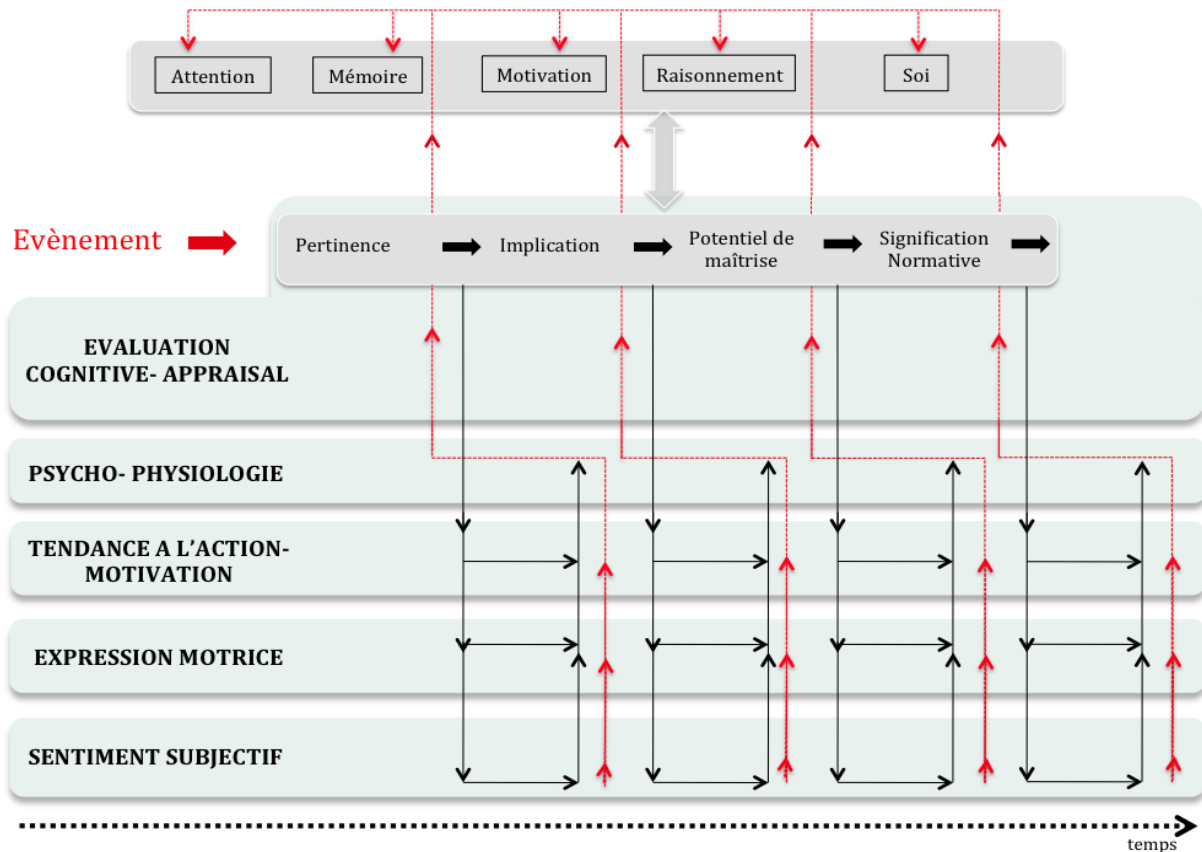 Attention
Mémoire
Motivation
Raisonnement
Soi
Evènement
Pertinence
Implication
Potentiel de
maîtrise
Signification
Normative
EVALUATION
COGNITIVE- APPRAISAL
PSYCHO- PHYSIOLOGIE
TENDANCE A L’ACTION-
MOTIVATION
EXPRESSION MOTRICE
SENTIMENT SUBJECTIF
temps